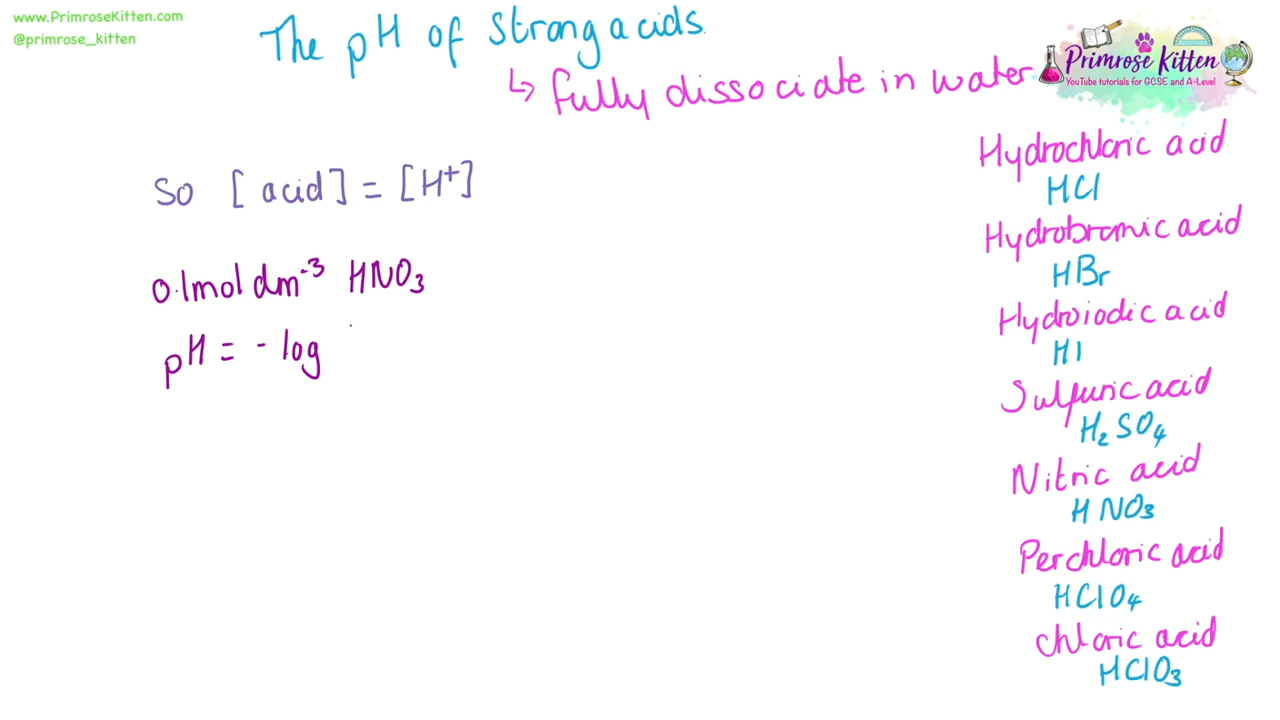 www.PrimroseKitten.com
@primrose_kitten
The pH of Strong acids.
↳ fully dissociate in water
Primrose Kitten
YouTube tutorials for GCSE and A-Level
So [acid] = [H⁺]
0.1mol dm⁻³ HNO₃
pH = - log
Hydrochloric acid
HCl
Hydrobromic acid
HBr
Hydroiodic acid
HI
Sulfuric acid
H₂SO₄
Nitric acid
HNO₃
Perchloric acid
HClO₄
Chloric acid
HClO₃